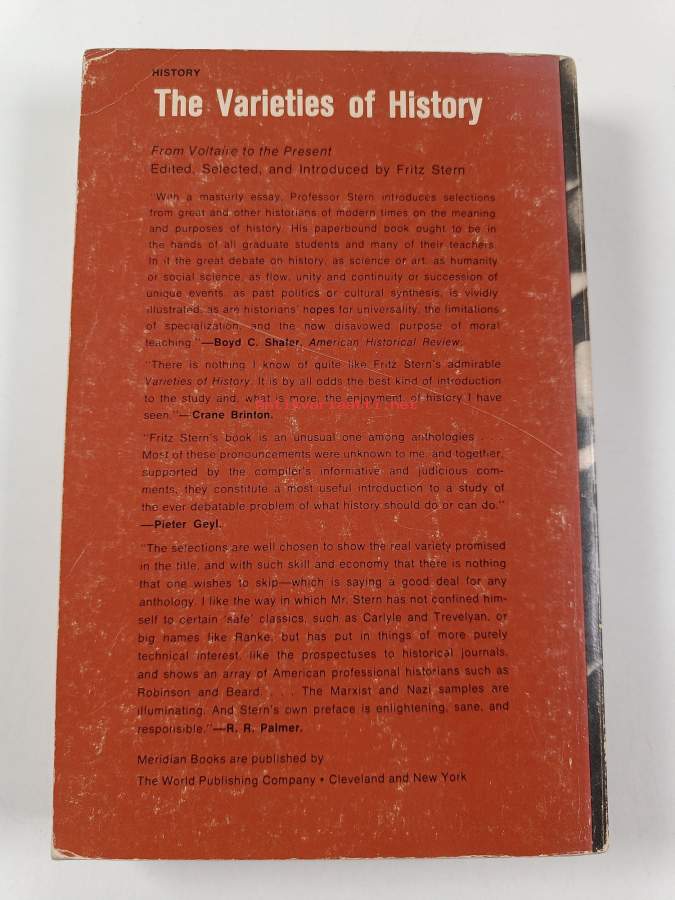 HISTORY
The Varieties of History
From Voltaire to the Present
Edited, Selected, and Introduced by Fritz Stern
"With a masterly essay, Professor Stern introduces selections
from great and other historians of modern times on the meaning
and purposes of history. His paperbound book ought to be in
the hands of all graduate students and many of their teachers.
In it the great debate on history, as science or art, as humanity
or social science, as flow, unity and continuity or succession of
unique events, as past politics or cultural synthesis, is vividly
illustrated, as are historians' hopes for universality, the limitations
of specialization, and the now disavowed purpose of moral
teaching."—Boyd C. Shafer, American Historical Review.
"There is nothing I know of quite like Fritz Stern's admirable
Varieties of History. It is by all odds the best kind of introduction
to the study and, what is more, the enjoyment, of history I have
seen."—Crane Brinton.
antikvariaatti.net
"Fritz Stern's book is an unusual one among anthologies . . . .
Most of these pronouncements were unknown to me, and together,
supported by the compiler's informative and judicious com-
ments, they constitute a most useful introduction to a study of
the ever debatable problem of what history should do or can do."
—Pieter Geyl.
"The selections are well chosen to show the real variety promised
in the title, and with such skill and economy that there is nothing
that one wishes to skip—which is saying a good deal for any
anthology. I like the way in which Mr. Stern has not confined him-
self to certain 'safe' classics, such as Carlyle and Trevelyan, or
big names like Ranke, but has put in things of more purely
technical interest, like the prospectuses to historical journals,
and shows an array of American professional historians such as
Robinson and Beard. . . . The Marxist and Nazi samples are
illuminating. And Stern's own preface is enlightening, sane, and
responsible."—R. R. Palmer.
Meridian Books are published by
The World Publishing Company • Cleveland and New York